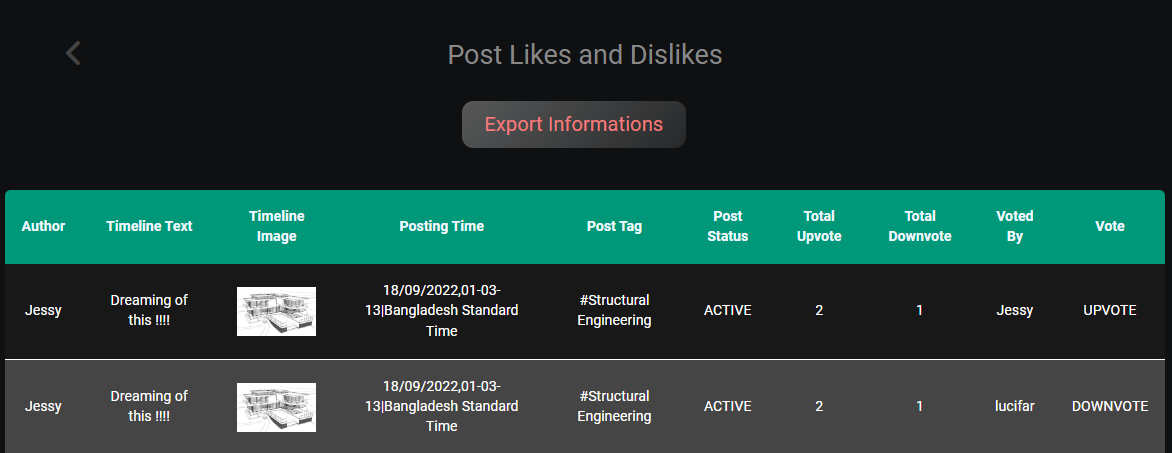 Post Likes and Dislikes
Export Informations
Author Timeline Text Timeline Image Posting Time Post Tag Post Status Total Upvote Total Downvote Voted By Vote
Jessy Dreaming of this !!!! 18/09/2022,01-03-13|Bangladesh Standard Time #Structural Engineering ACTIVE 2 1 Jessy UPVOTE
Jessy Dreaming of this !!!! 18/09/2022,01-03-13|Bangladesh Standard Time #Structural Engineering ACTIVE 2 1 lucifar DOWNVOTE